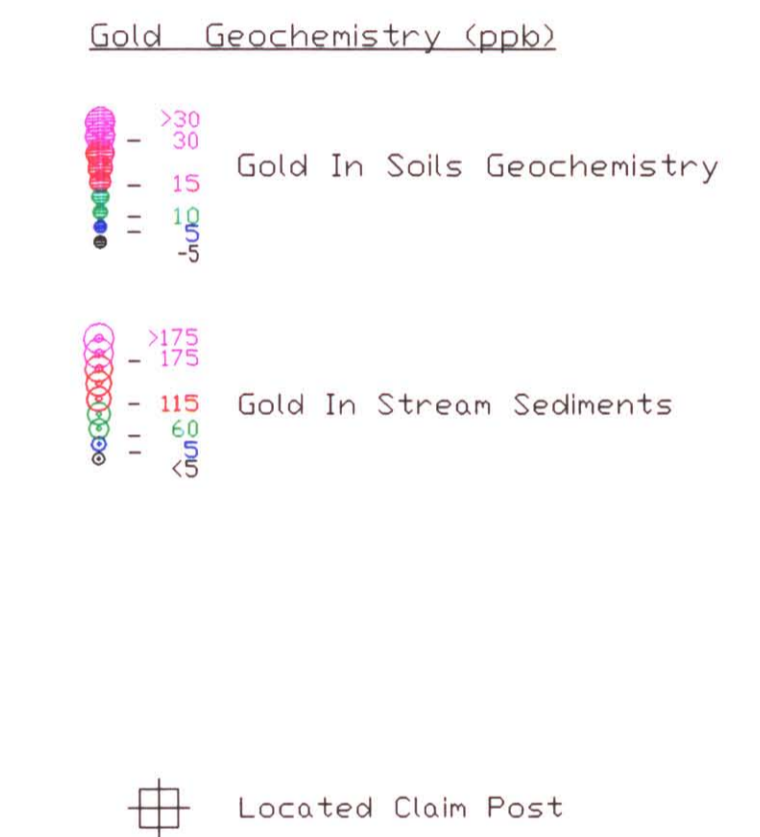 Gold Geochemistry (ppb)
>30
- 30
Gold In Soils Geochemistry
- 15
- 10
- 5
-5
>175
- 175
- 115 Gold In Stream Sediments
- 60
- 5
<5
Located Claim Post